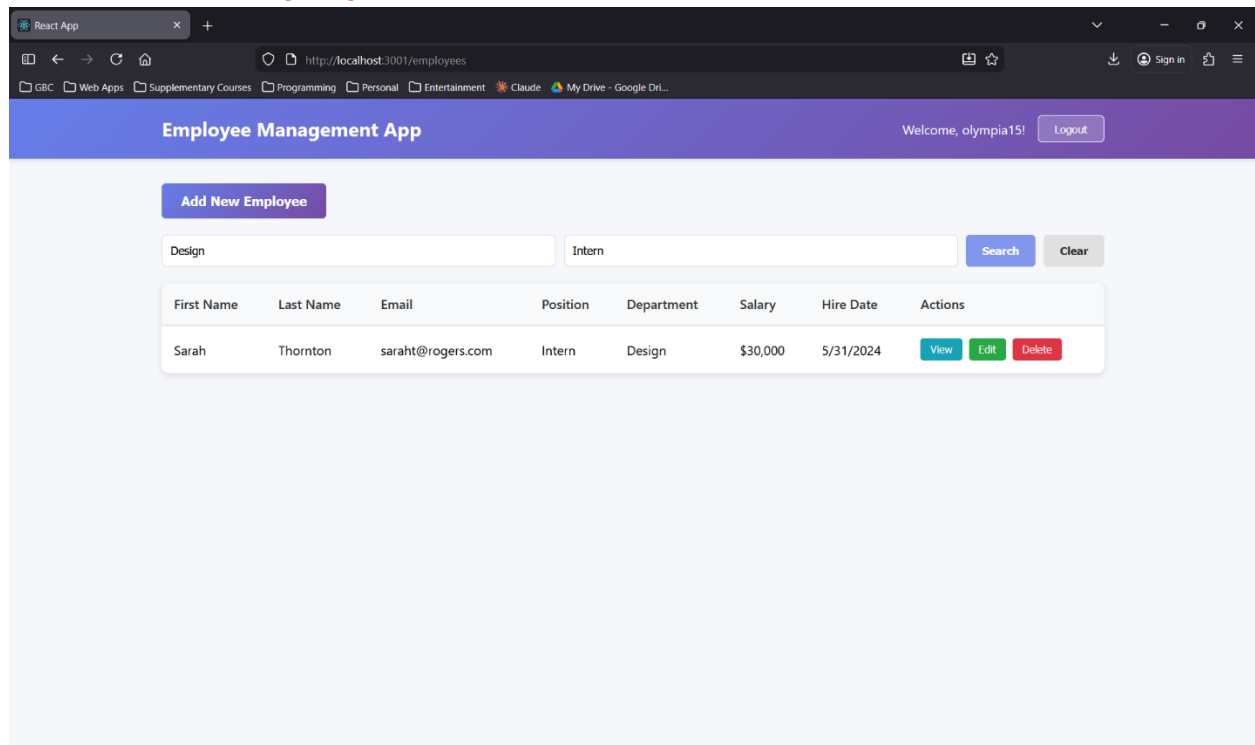 React App
http://localhost:3001/employees
Sign in
GBC Web Apps Supplementary Courses Programming Personal Entertainment Claude My Drive - Google Dri...
Employee Management App Welcome, olympia15! Logout
Add New Employee
Design Intern Search Clear
First Name Last Name Email Position Department Salary Hire Date Actions
Sarah Thornton saraht@rogers.com Intern Design $30,000 5/31/2024 View Edit Delete